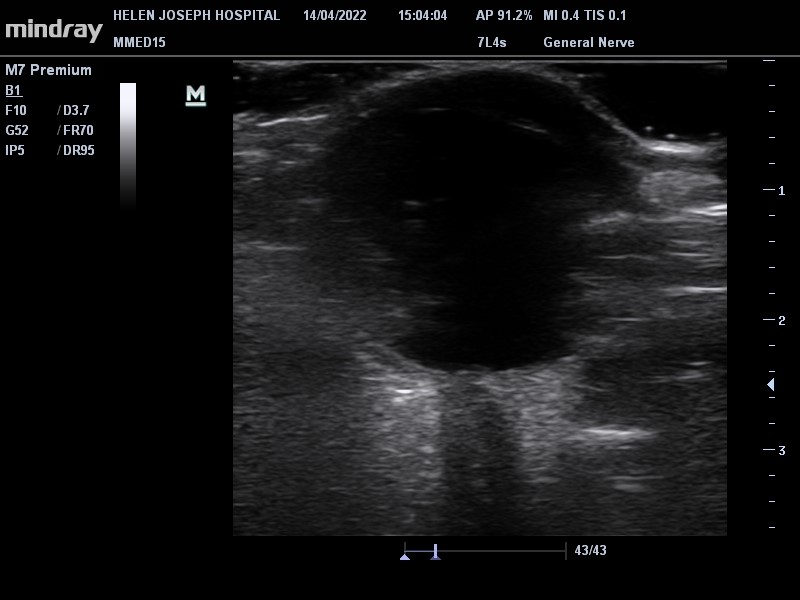 mindray HELEN JOSEPH HOSPITAL 14/04/2022 15:04:04 AP 91.2% MI 0.4 TIS 0.1
MMED15 7L4s General Nerve
M7 Premium
B1
F10 / D3.7
G52 / FR70
IP5 / DR95
M
1
2
3
43/43